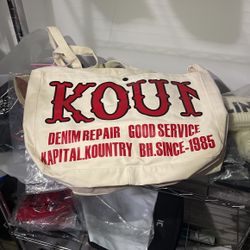 KOUN
DENIM REPAIR GOOD SERVICE
KAPITAL.KOUNTRY BH.SINCE-1985